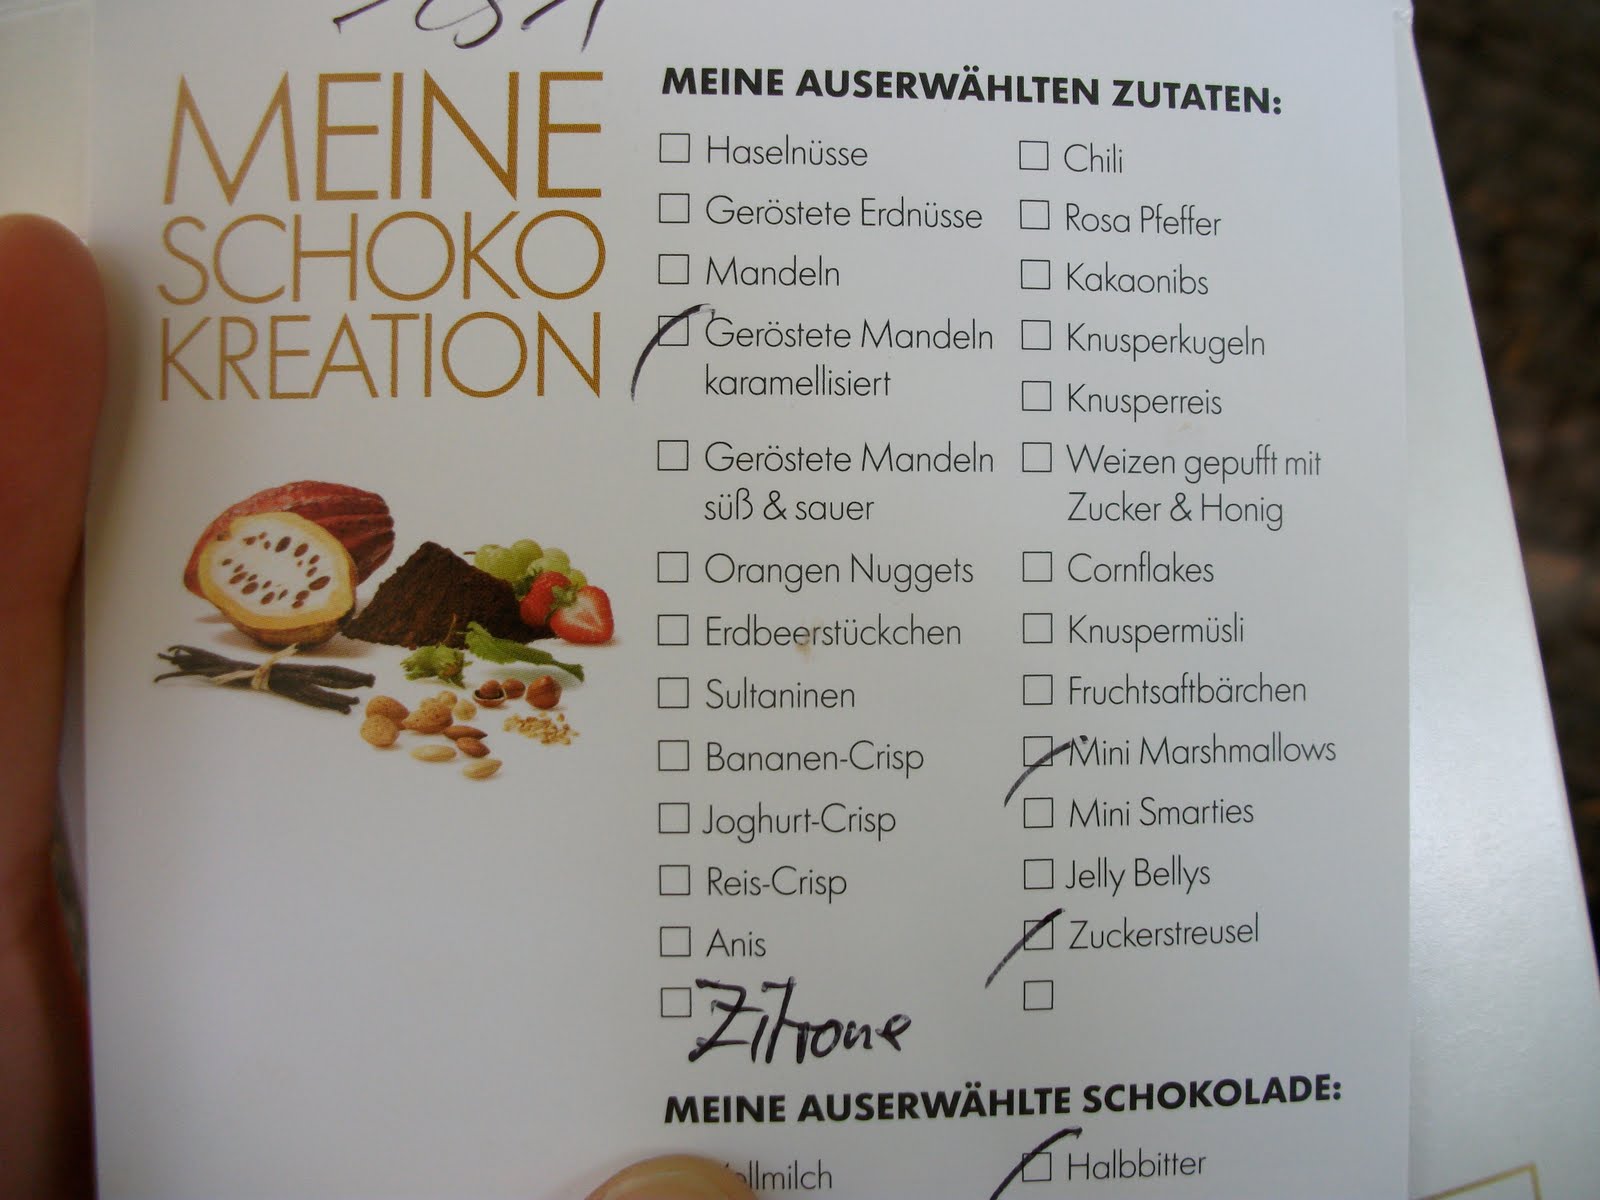 MEINE
SCHOKO
KREATION
MEINE AUSERWÄHLTEN ZUTATEN:
Haselnüsse
Geröstete Erdnüsse
Mandeln
Geröstete Mandeln
karamellisiert
Geröstete Mandeln
süß & sauer
Orangen Nuggets
Erdbeerstückchen
Sultaninen
Bananen-Crisp
Joghurt-Crisp
Reis-Crisp
Anis
Zitrone
Chili
Rosa Pfeffer
Kakaonibs
Knusperkugeln
Knusperreis
Weizen gepufft mit
Zucker & Honig
Cornflakes
Knuspermüsli
Fruchtsaftbärchen
Mini Marshmallows
Mini Smarties
Jelly Bellys
Zuckerstreusel
MEINE AUSERWÄHLTE SCHOKOLADE:
Halbbitter